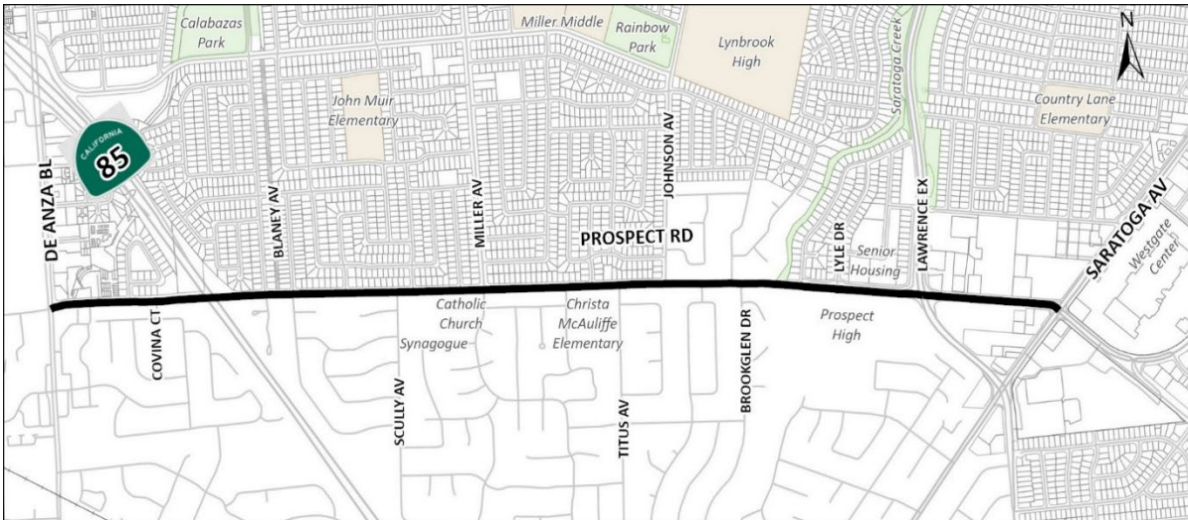 Calabazas
Park
Miller Middle
Rainbow
Park
Lynbrook
High
Saratoga Creek
N
John Muir
Elementary
Country Lane
Elementary
CALIFORNIA
85
DE ANZA BL
BLANEY AV
MILLER AV
JOHNSON AV
PROSPECT RD
LYLE DR
Senior
Housing
LAWRENCE EX
SARATOGA AV
Westgate
Center
COVINA CT
SCULLY AV
Catholic
Church
Synagogue
Christa
McAuliffe
Elementary
TITUS AV
BROOKGLEN DR
Prospect
High